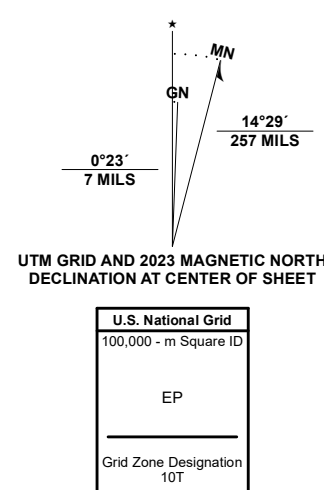 ★
MN
GN
14°29´
257 MILS
0°23´
7 MILS
UTM GRID AND 2023 MAGNETIC NORTH
DECLINATION AT CENTER OF SHEET
U.S. National Grid
100,000 - m Square ID
EP
Grid Zone Designation
10T